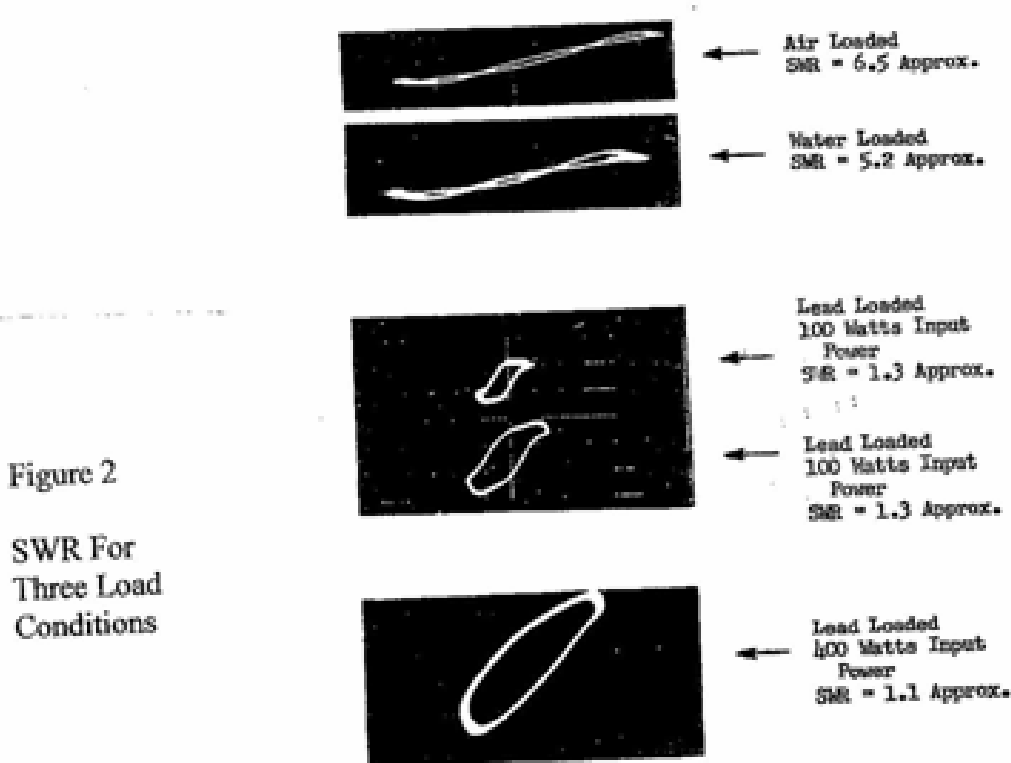 Air Loaded
SWR = 6.5 Approx.
Water Loaded
SWR = 5.2 Approx.
Lead Loaded
100 Watts Input
Power
SWR = 1.3 Approx.
Lead Loaded
100 Watts Input
Power
SWR = 1.3 Approx.
Figure 2
SWR For
Three Load
Conditions
Lead Loaded
400 Watts Input
Power
SWR = 1.1 Approx.